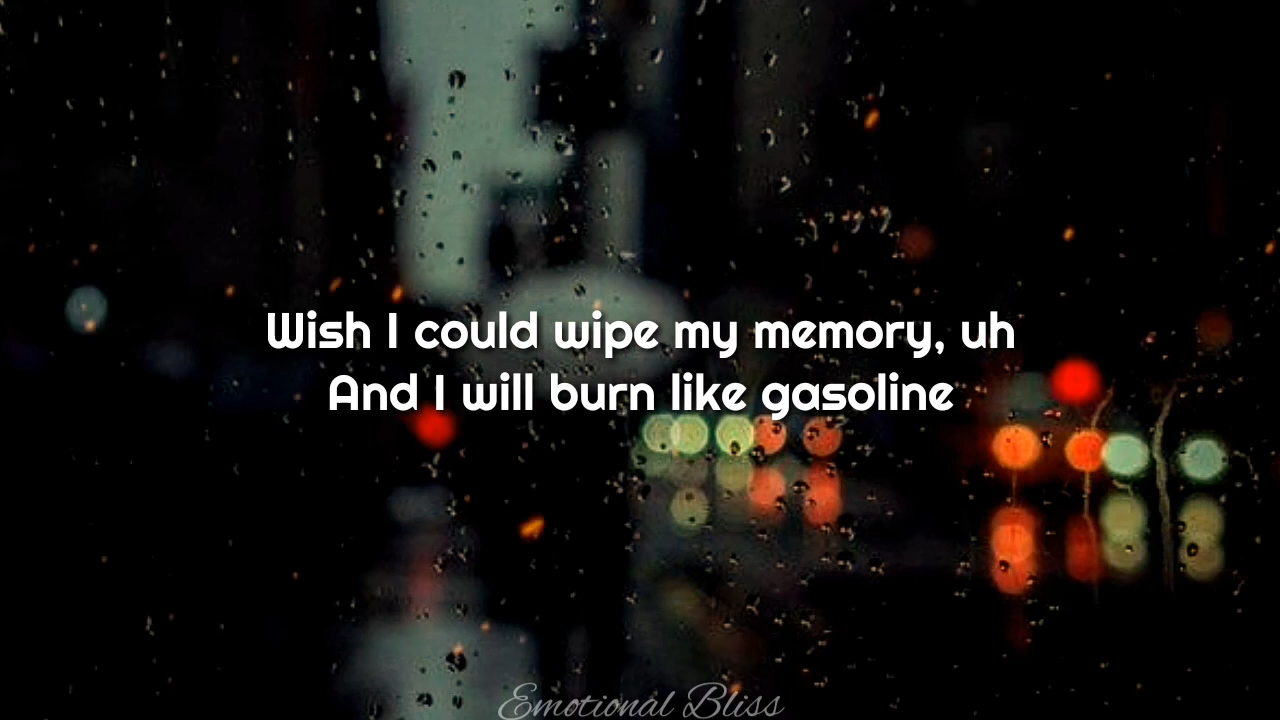 Wish I could wipe my memory, uh
And I will burn like gasoline
Emotional Bliss